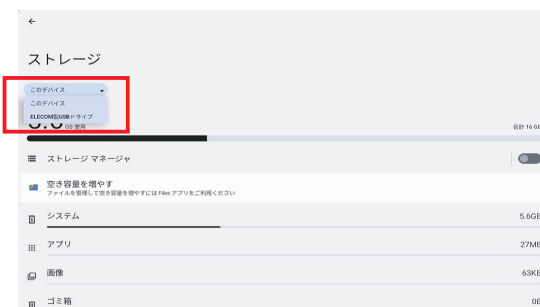 ストレージ
このデバイス
このデバイス
ELECOM製USBドライブ
GB 使用
合計 16 GB
ストレージ マネージャ
空き容量を増やす
ファイルを管理して空き容量を増やすには Files アプリをご利用ください
システム
5.6GB
アプリ
27MB
画像
63KB
ゴミ箱
0B